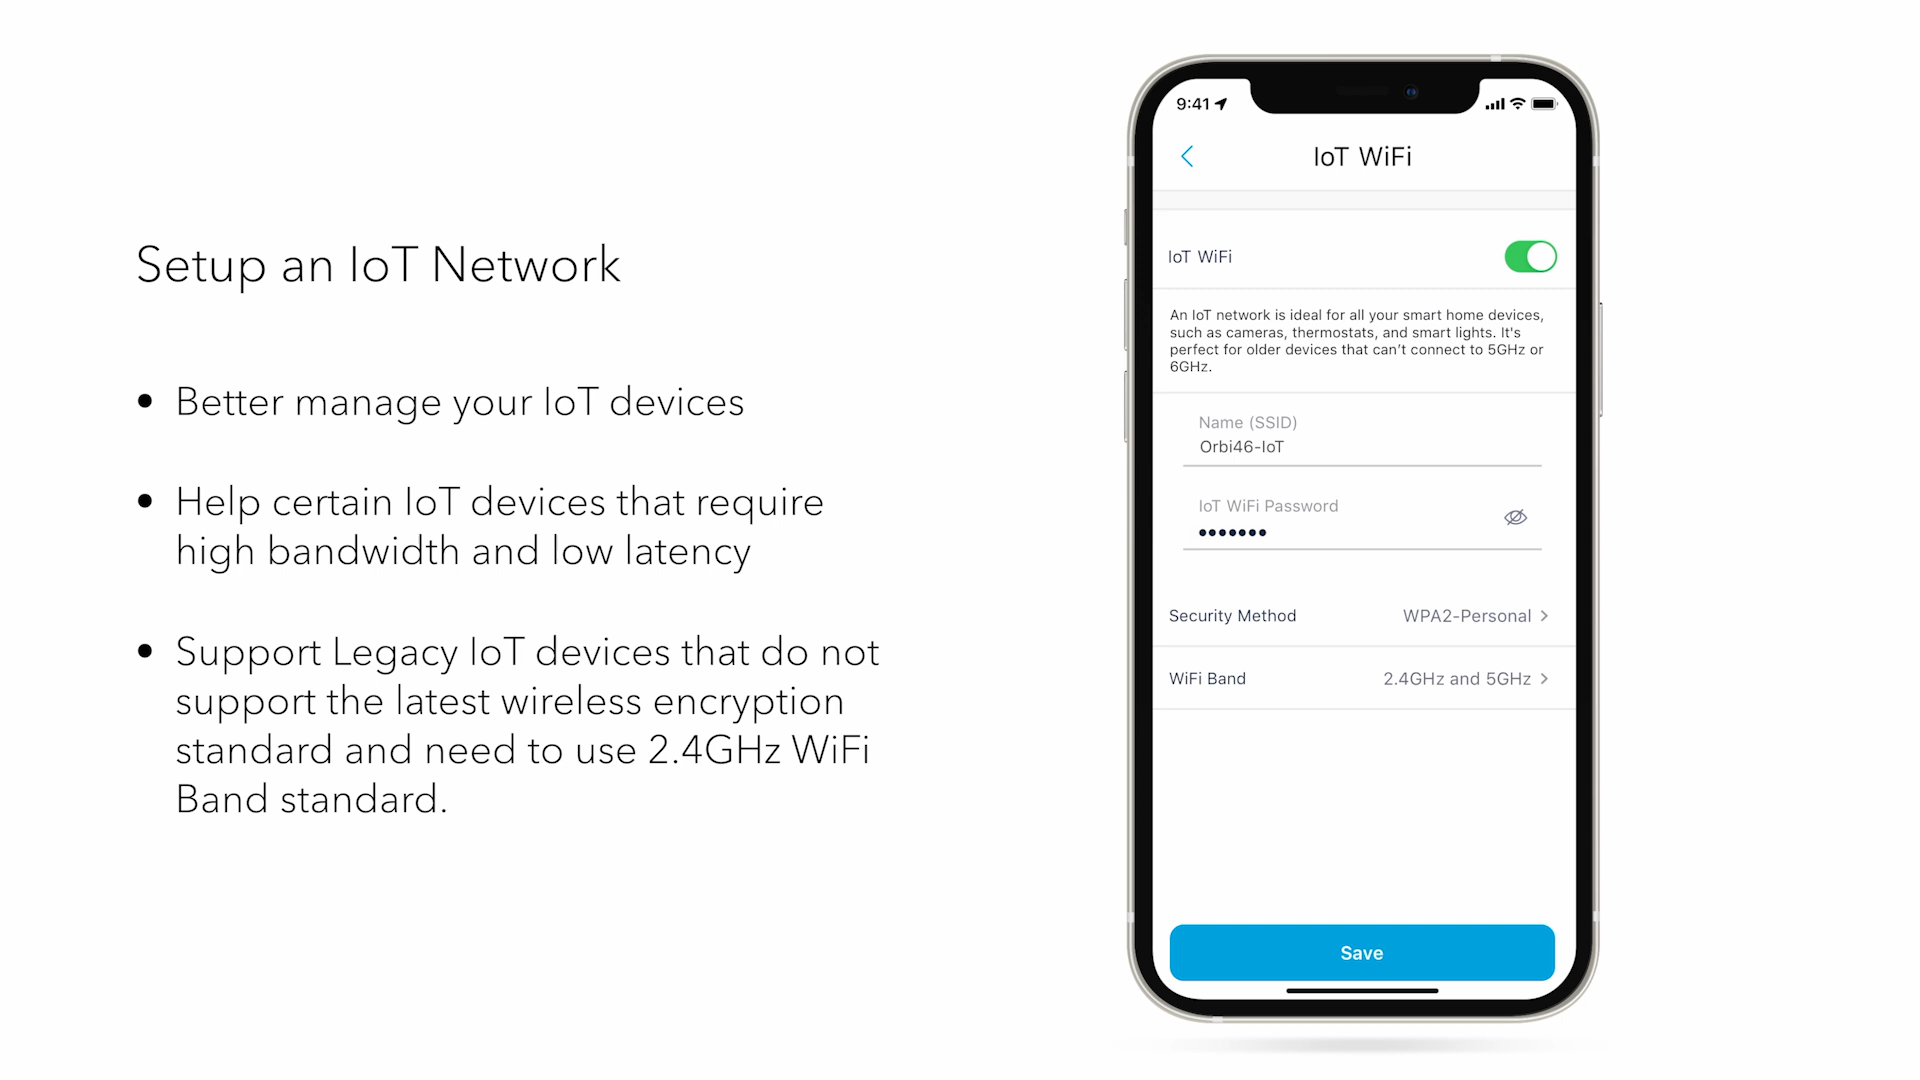 Setup an IoT Network
• Better manage your IoT devices
• Help certain IoT devices that require
high bandwidth and low latency
• Support Legacy IoT devices that do not
support the latest wireless encryption
standard and need to use 2.4GHz WiFi
Band standard.
9:41
IoT WiFi
IoT WiFi
An IoT network is ideal for all your smart home devices,
such as cameras, thermostats, and smart lights. It's
perfect for older devices that can't connect to 5GHz or
6GHz.
Name (SSID)
Orbi46-IoT
IoT WiFi Password
•••••••
Security Method WPA2-Personal
WiFi Band 2.4GHz and 5GHz
Save